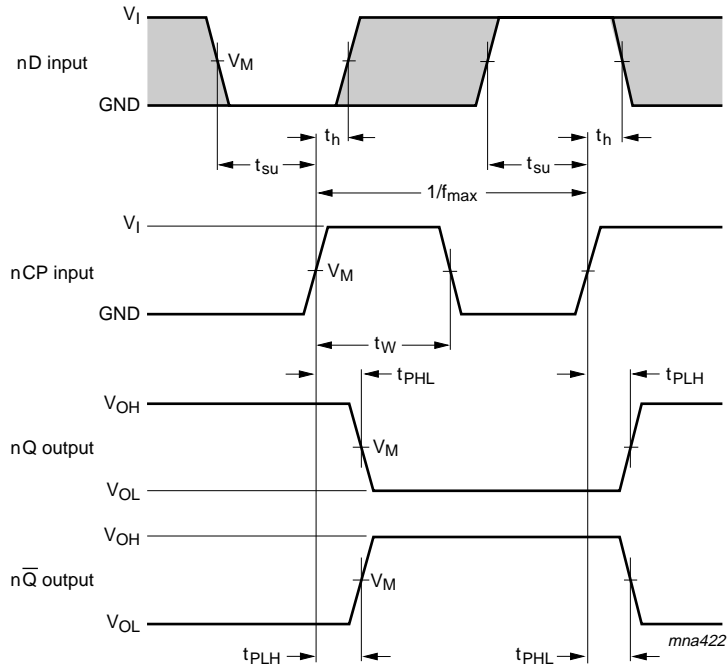 V_I
nD input
V_M
GND
t_h
t_h
t_su
t_su
1/f_max
V_I
nCP input
V_M
GND
t_W
t_PHL
t_PLH
V_OH
nQ output
V_M
V_OL
V_OH
nQ̅ output
V_M
V_OL
mna422
t_PLH
t_PHL